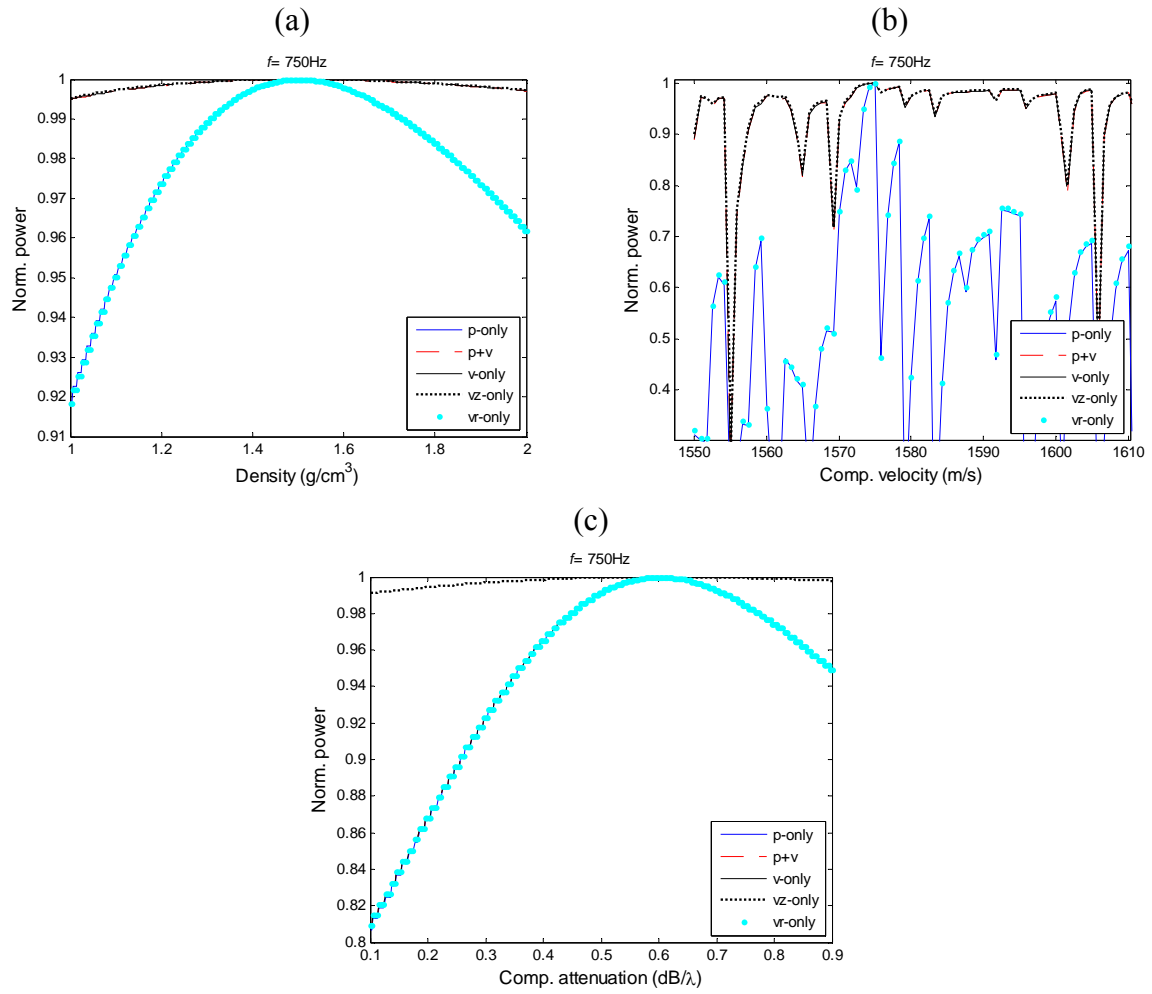 (a)
f= 750Hz
1
0.99
0.98
0.97
0.96
0.95
0.94
0.93
0.92
0.91
Norm. power
p-only
p+v
v-only
vz-only
vr-only
1 1.2 1.4 1.6 1.8 2
Density (g/cm³)
(b)
f= 750Hz
1
0.9
0.8
0.7
0.6
0.5
0.4
Norm. power
p-only
p+v
v-only
vz-only
vr-only
1550 1560 1570 1580 1590 1600 1610
Comp. velocity (m/s)
(c)
f= 750Hz
1
0.98
0.96
0.94
0.92
0.9
0.88
0.86
0.84
0.82
0.8
Norm. power
p-only
p+v
v-only
vz-only
vr-only
0.1 0.2 0.3 0.4 0.5 0.6 0.7 0.8 0.9
Comp. attenuation (dB/λ)